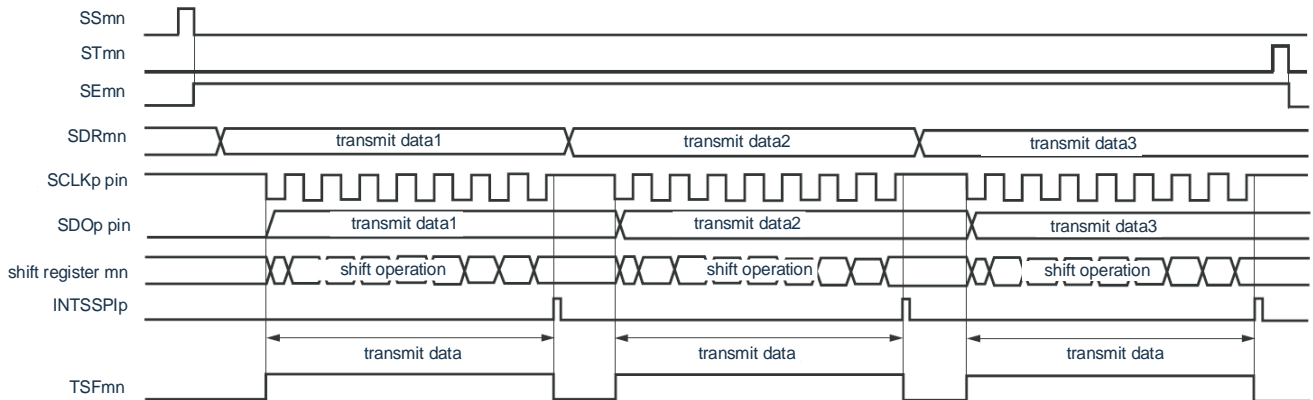 SSmn
STmn
SEmn
SDRmn transmit data1 transmit data2 transmit data3
SCLKp pin
SDOp pin transmit data1 transmit data2 transmit data3
shift register mn shift operation shift operation shift operation
INTSSPIp
transmit data transmit data transmit data
TSFmn